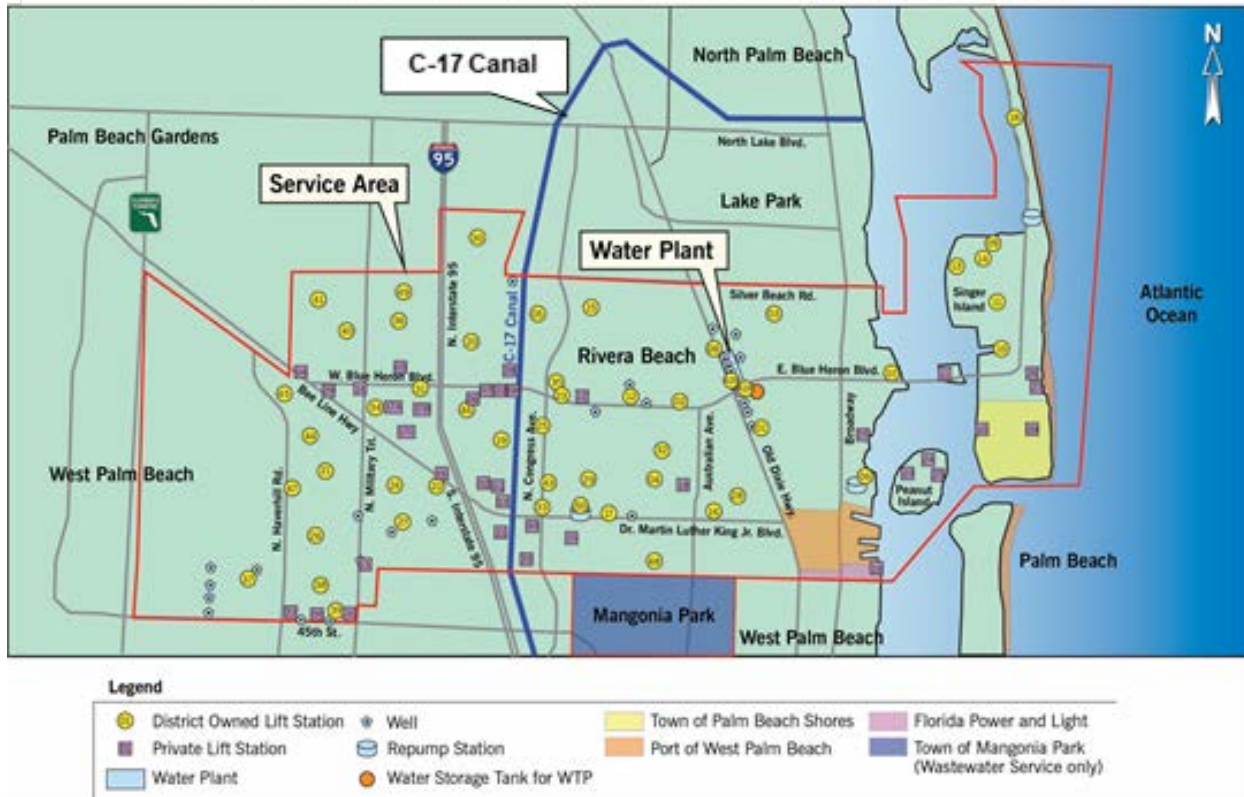 North Palm Beach
N
C-17 Canal
Palm Beach Gardens
95
North Lake Blvd.
Service Area
Lake Park
Water Plant
N. Interstate 95
C-17 Canal
Silver Beach Rd.
Singer
Island
Atlantic
Ocean
Rivera Beach
W. Blue Heron Blvd.
E. Blue Heron Blvd.
Bee Line Hwy
West Palm Beach
N. Haverhill Rd.
N. Military Trl.
S. Interstate 95
N. Congress Ave.
Australian Ave.
Old Dixie Hwy.
Broadway
Peanut
Island
Dr. Martin Luther King Jr. Blvd.
Palm Beach
Mangonia Park
45th St.
West Palm Beach
Legend
District Owned Lift Station
Well
Town of Palm Beach Shores
Florida Power and Light
Private Lift Station
Repump Station
Port of West Palm Beach
Town of Mangonia Park
(Wastewater Service only)
Water Plant
Water Storage Tank for WTP